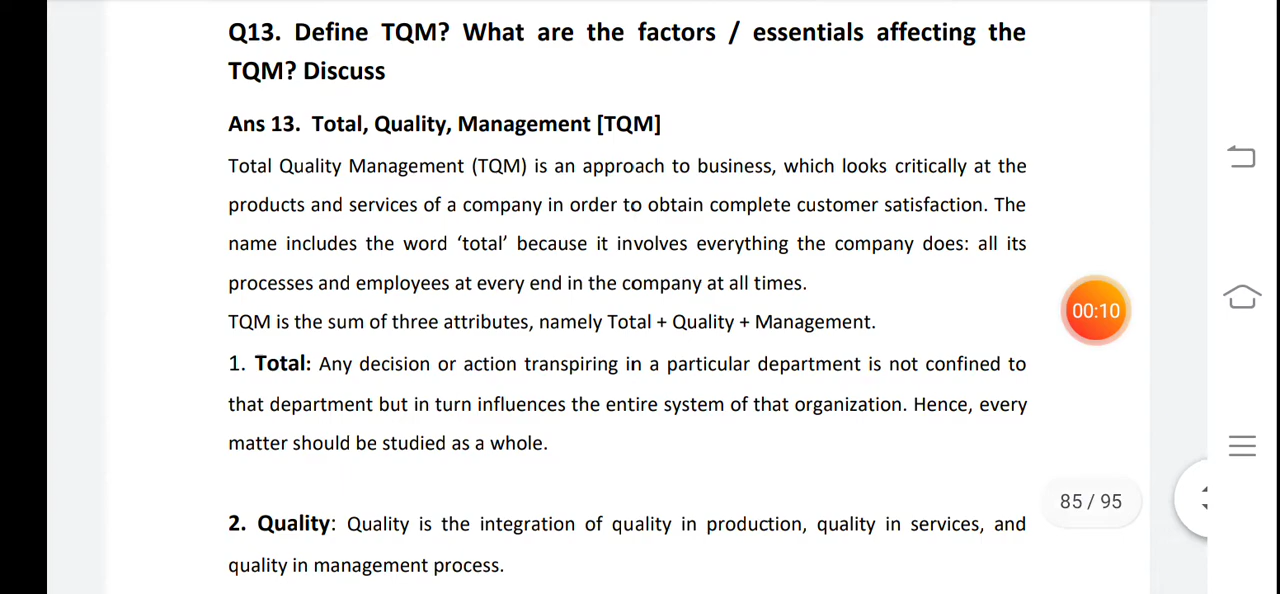 Q13. Define TQM? What are the factors / essentials affecting the
TQM? Discuss
Ans 13. Total, Quality, Management [TQM]
Total Quality Management (TQM) is an approach to business, which looks critically at the
products and services of a company in order to obtain complete customer satisfaction. The
name includes the word ‘total’ because it involves everything the company does: all its
processes and employees at every end in the company at all times.
TQM is the sum of three attributes, namely Total + Quality + Management.
1. Total: Any decision or action transpiring in a particular department is not confined to
that department but in turn influences the entire system of that organization. Hence, every
matter should be studied as a whole.
2. Quality: Quality is the integration of quality in production, quality in services, and
quality in management process.
00:10
85 / 95